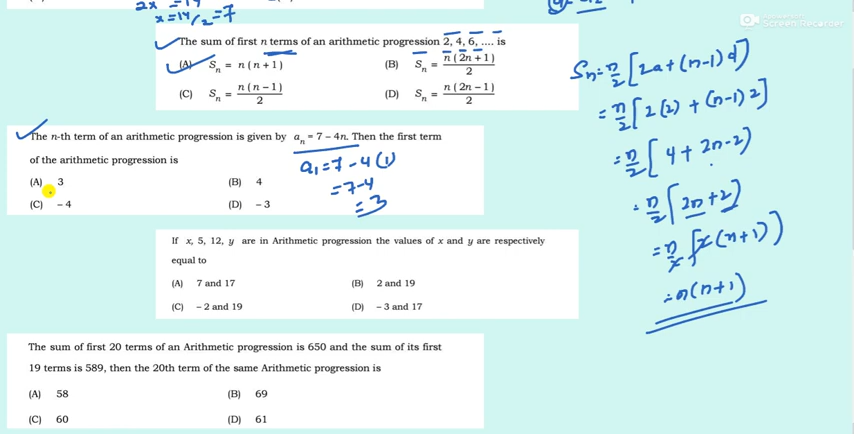 2x = 14
x = 14/2 = 7
The sum of first n terms of an arithmetic progression 2, 4, 6, .... is
(A) Sn = n ( n + 1 )
(B) Sn = n ( 2n + 1 ) / 2
(C) Sn = n ( n – 1 ) / 2
(D) Sn = n ( 2n – 1 ) / 2
The n-th term of an arithmetic progression is given by an = 7 – 4n. Then the first term
of the arithmetic progression is
(A) 3
(B) 4
(C) – 4
(D) – 3
a1 = 7 - 4(1)
= 7-4
= 3
If x, 5, 12, y are in Arithmetic progression the values of x and y are respectively
equal to
(A) 7 and 17
(B) 2 and 19
(C) – 2 and 19
(D) – 3 and 17
The sum of first 20 terms of an Arithmetic progression is 650 and the sum of its first
19 terms is 589, then the 20th term of the same Arithmetic progression is
(A) 58
(B) 69
(C) 60
(D) 61
RECORDED WITH
Screen Recorder
Sn = n/2 [2a + (n-1) d]
= n/2 [2(2) + (n-1) 2]
= n/2 [4 + 2n - 2)
= n/2 [2n + 2)
= n/2 [2 (n+1)]
= n(n+1)